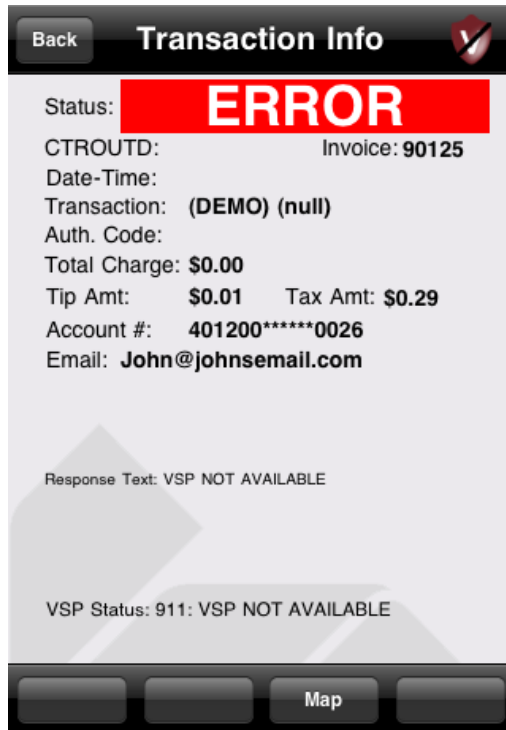 Back Transaction Info V
Status: ERROR
CTROUTD: Invoice: 90125
Date-Time:
Transaction: (DEMO) (null)
Auth. Code:
Total Charge: $0.00
Tip Amt: $0.01 Tax Amt: $0.29
Account #: 401200******0026
Email: John@johnsemail.com
Response Text: VSP NOT AVAILABLE
VSP Status: 911: VSP NOT AVAILABLE
Map